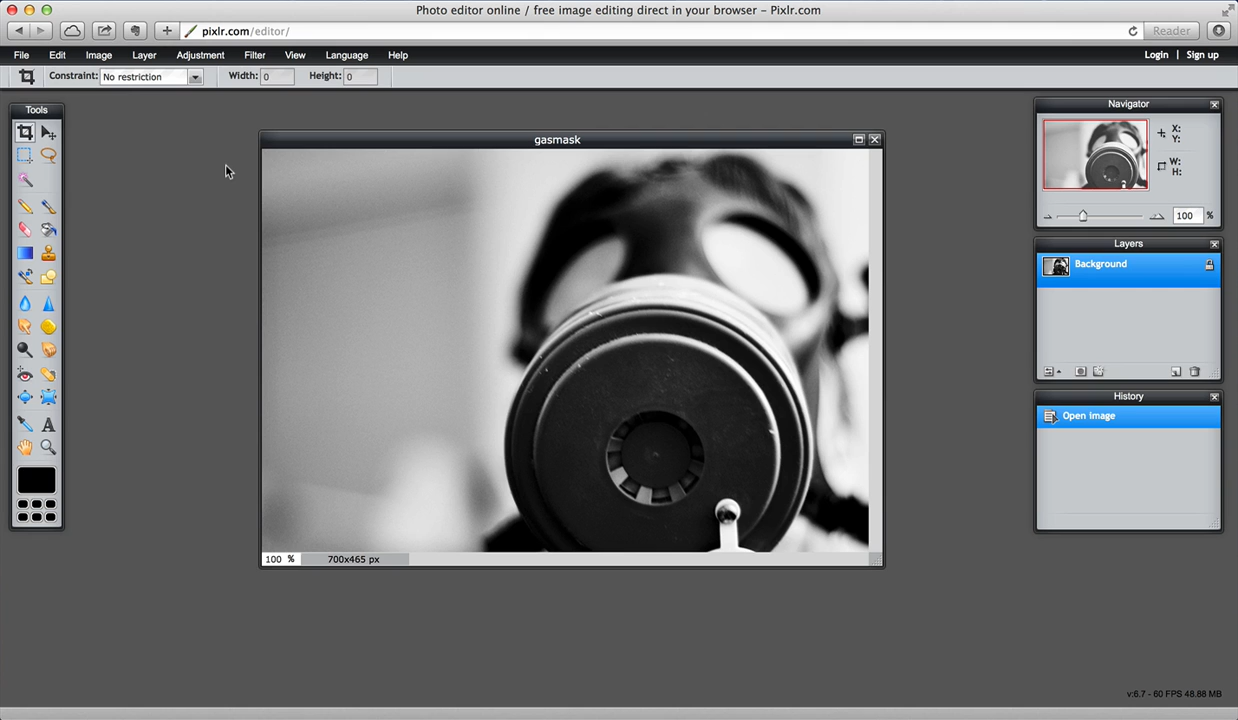 Photo editor online / free image editing direct in your browser – Pixlr.com
pixlr.com/editor/
Reader
File Edit Image Layer Adjustment Filter View Language Help
Login | Sign up
Constraint: No restriction Width: 0 Height: 0
Tools
A
gasmask
100 % 700x465 px
Navigator
X:
Y:
W:
H:
100 %
Layers
Background
History
Open image
v:6.7 - 60 FPS 48.88 MB